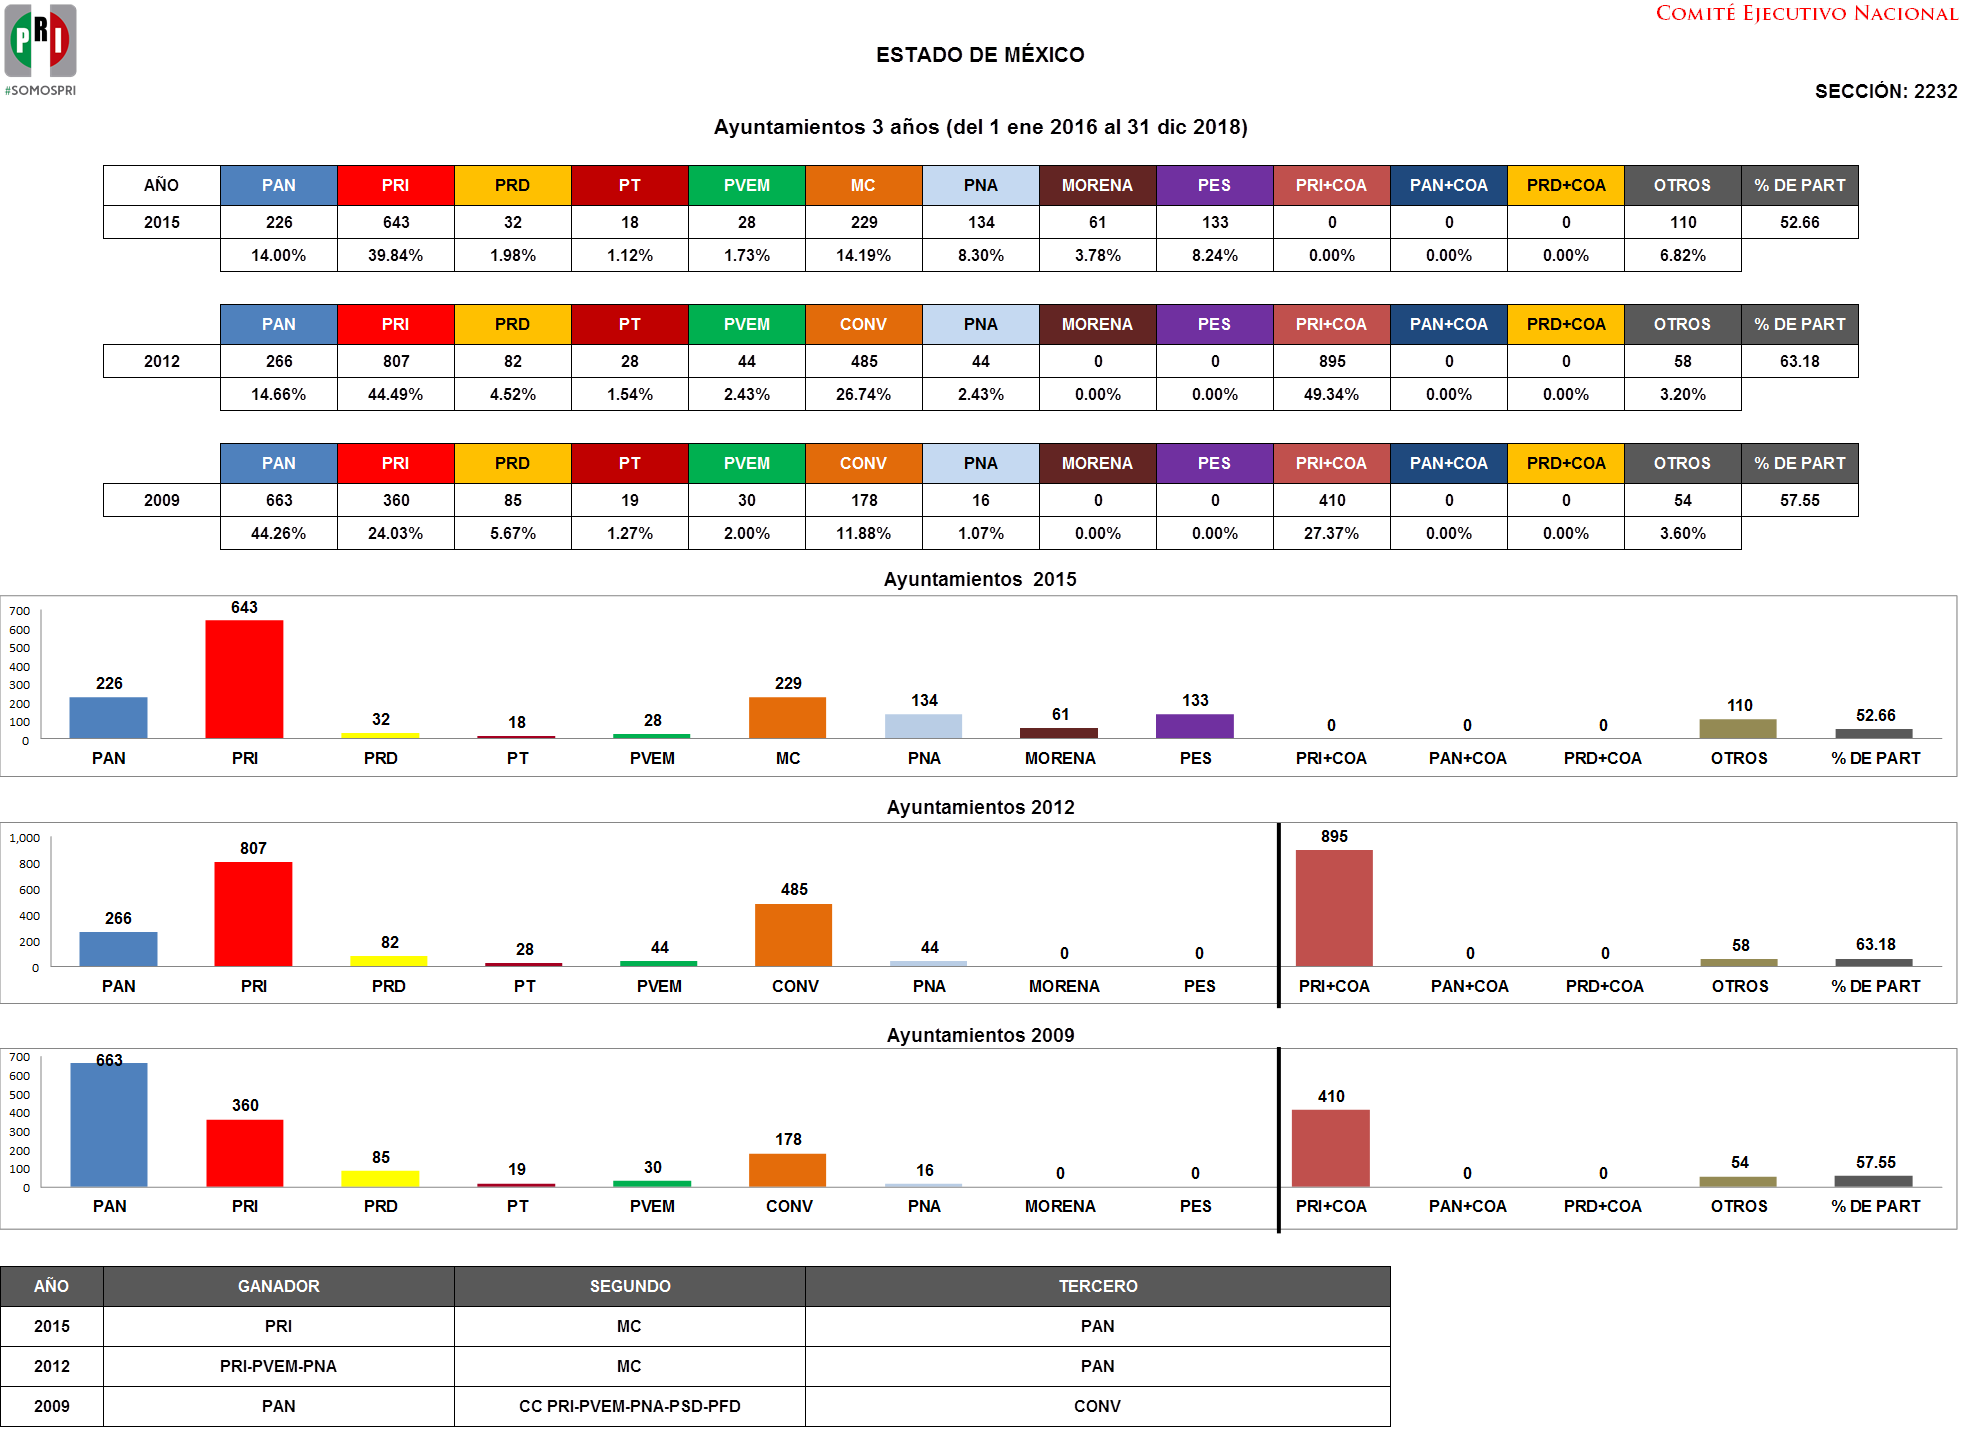 PRI
#SOMOSPRI
COMITÉ EJECUTIVO NACIONAL
ESTADO DE MÉXICO
SECCIÓN: 2232
Ayuntamientos 3 años (del 1 ene 2016 al 31 dic 2018)
AÑO PAN PRI PRD PT PVEM MC PNA MORENA PES PRI+COA PAN+COA PRD+COA OTROS % DE PART
2015 226 643 32 18 28 229 134 61 133 0 0 0 110 52.66
14.00% 39.84% 1.98% 1.12% 1.73% 14.19% 8.30% 3.78% 8.24% 0.00% 0.00% 0.00% 6.82%
PAN PRI PRD PT PVEM CONV PNA MORENA PES PRI+COA PAN+COA PRD+COA OTROS % DE PART
2012 266 807 82 28 44 485 44 0 0 895 0 0 58 63.18
14.66% 44.49% 4.52% 1.54% 2.43% 26.74% 2.43% 0.00% 0.00% 49.34% 0.00% 0.00% 3.20%
PAN PRI PRD PT PVEM CONV PNA MORENA PES PRI+COA PAN+COA PRD+COA OTROS % DE PART
2009 663 360 85 19 30 178 16 0 0 410 0 0 54 57.55
44.26% 24.03% 5.67% 1.27% 2.00% 11.88% 1.07% 0.00% 0.00% 27.37% 0.00% 0.00% 3.60%
Ayuntamientos 2015
700
600
500
400
300
200
100
0
226 643 32 18 28 229 134 61 133 0 0 0 110 52.66
PAN PRI PRD PT PVEM MC PNA MORENA PES PRI+COA PAN+COA PRD+COA OTROS % DE PART
Ayuntamientos 2012
1,000
800
600
400
200
0
266 807 82 28 44 485 44 0 0 895 0 0 58 63.18
PAN PRI PRD PT PVEM CONV PNA MORENA PES PRI+COA PAN+COA PRD+COA OTROS % DE PART
Ayuntamientos 2009
700
600
500
400
300
200
100
0
663 360 85 19 30 178 16 0 0 410 0 0 54 57.55
PAN PRI PRD PT PVEM CONV PNA MORENA PES PRI+COA PAN+COA PRD+COA OTROS % DE PART
AÑO GANADOR SEGUNDO TERCERO
2015 PRI MC PAN
2012 PRI-PVEM-PNA MC PAN
2009 PAN CC PRI-PVEM-PNA-PSD-PFD CONV